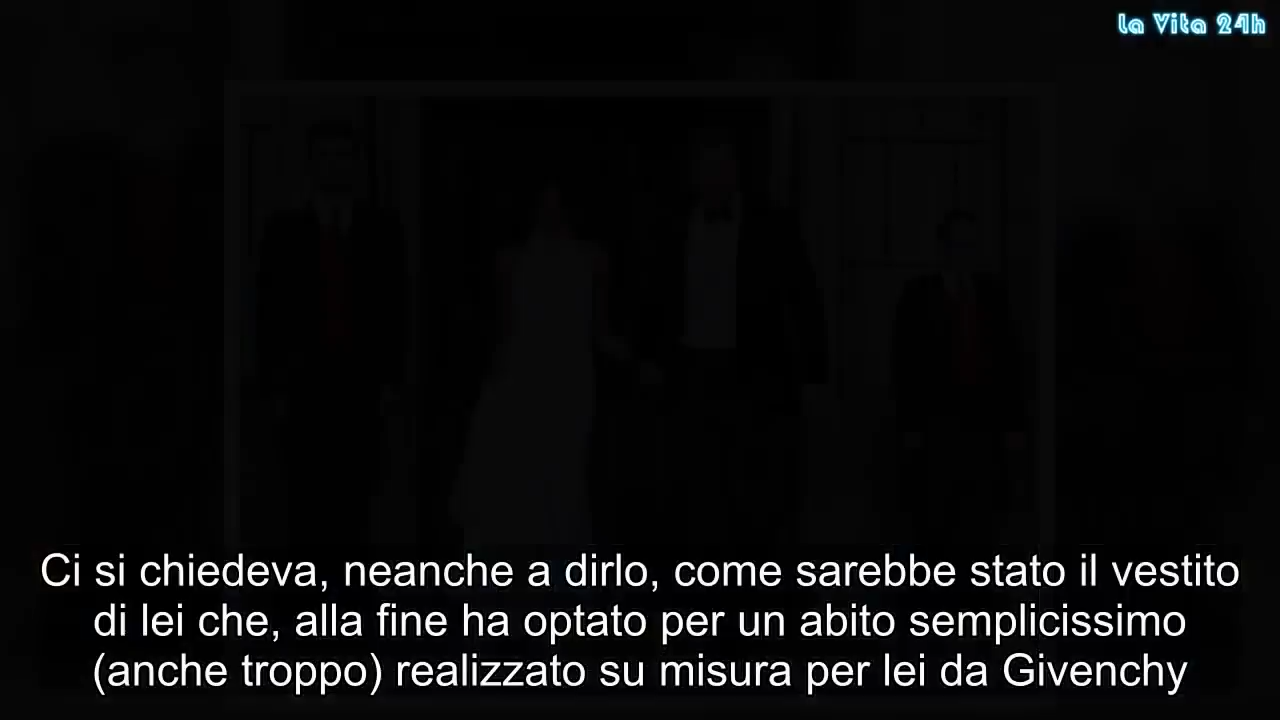 la Vita 24h
Ci si chiedeva, neanche a dirlo, come sarebbe stato il vestito
di lei che, alla fine ha optato per un abito semplicissimo
(anche troppo) realizzato su misura per lei da Givenchy